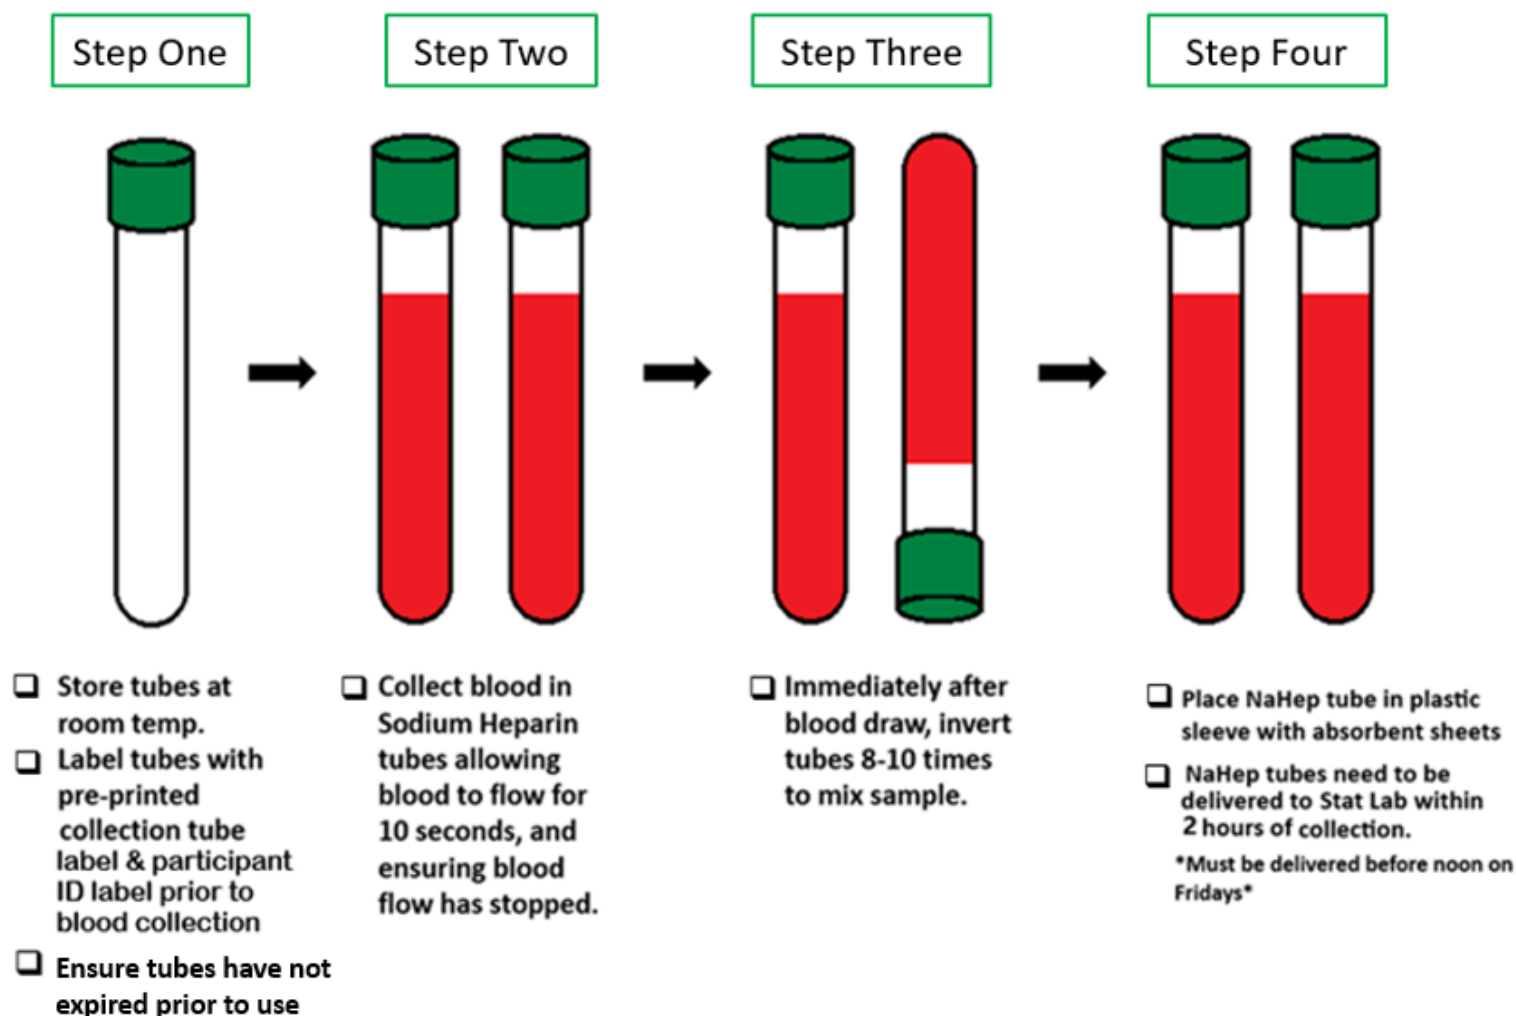 Step One
Step Two
Step Three
Step Four
Store tubes at
room temp.
Label tubes with
pre-printed
collection tube
label & participant
ID label prior to
blood collection
Ensure tubes have not
expired prior to use
Collect blood in
Sodium Heparin
tubes allowing
blood to flow for
10 seconds, and
ensuring blood
flow has stopped.
Immediately after
blood draw, invert
tubes 8-10 times
to mix sample.
Place NaHep tube in plastic
sleeve with absorbent sheets
NaHep tubes need to be
delivered to Stat Lab within
2 hours of collection.
*Must be delivered before noon on
Fridays*